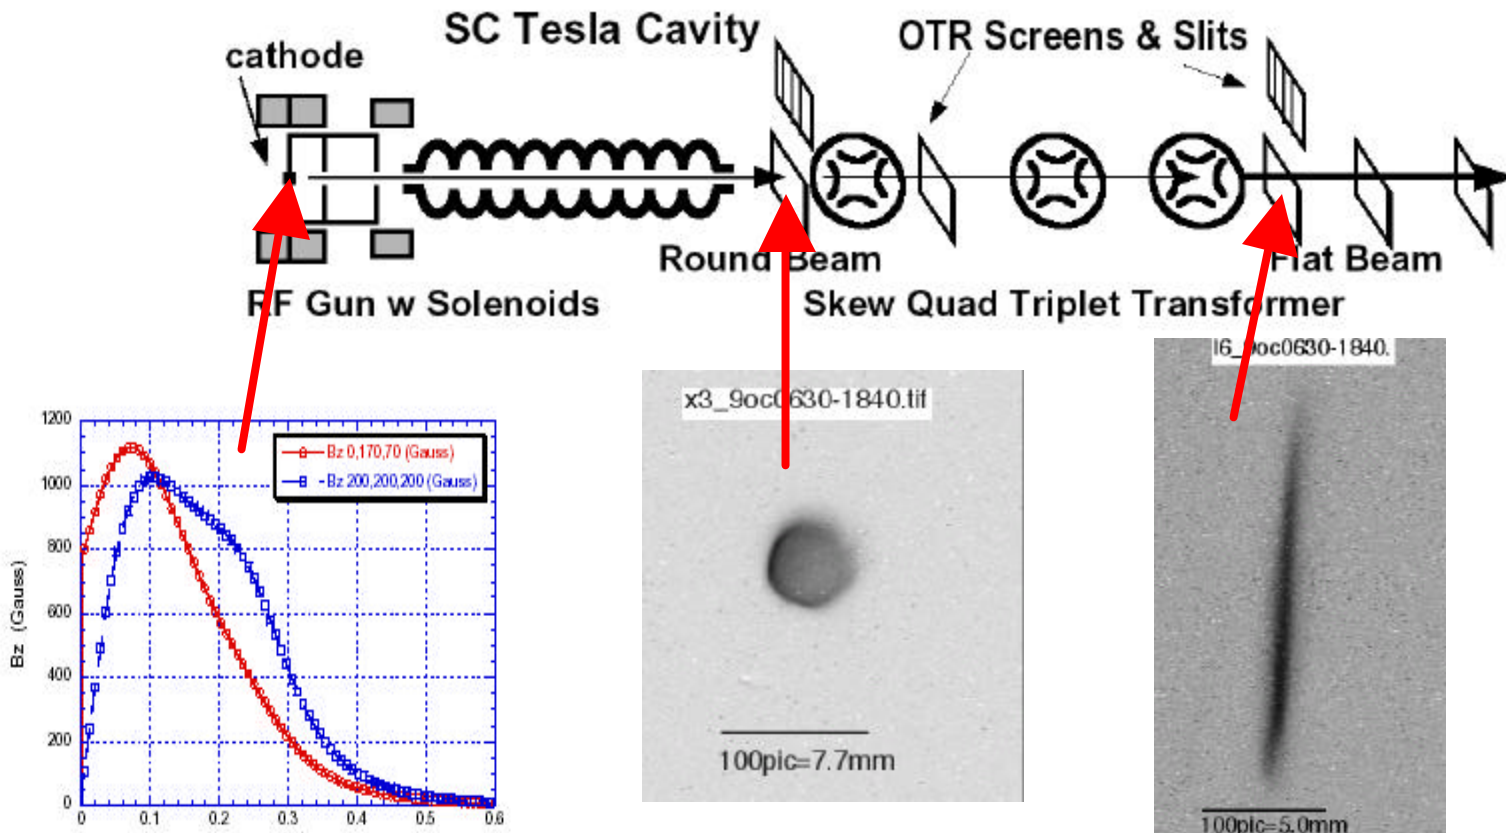 SC Tesla Cavity
OTR Screens & Slits
cathode
Round Beam
Flat Beam
RF Gun w Solenoids
Skew Quad Triplet Transformer
l6_9oc0630-1840.
x3_9oc0630-1840.tif
1200
1000
800
600
400
200
0
Bz (Gauss)
Bz 0,170,70 (Gauss)
Bz 200,200,200 (Gauss)
0 0.1 0.2 0.3 0.4 0.5 0.6
100pic=7.7mm
100pic=5.0mm